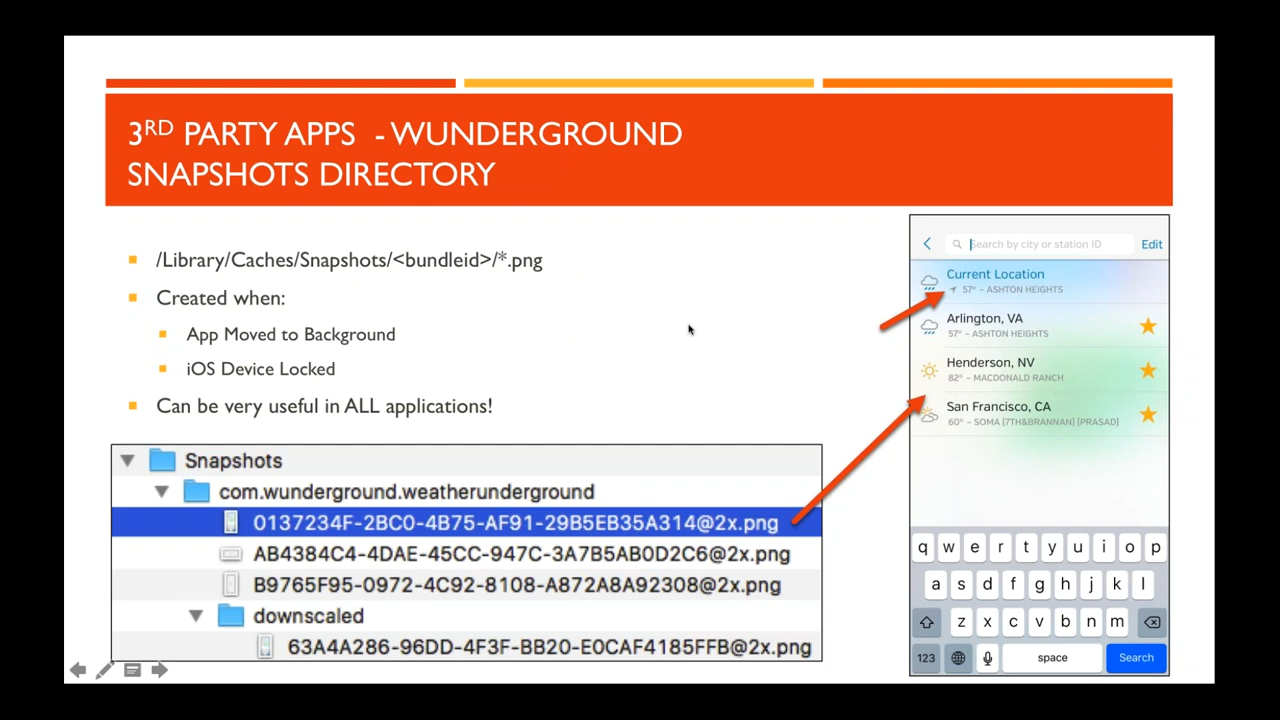 3RD PARTY APPS - WUNDERGROUND
SNAPSHOTS DIRECTORY
/Library/Caches/Snapshots/<bundleid>/*.png
Created when:
App Moved to Background
iOS Device Locked
Can be very useful in ALL applications!
Snapshots
com.wunderground.weatherunderground
0137234F-2BC0-4B75-AF91-29B5EB35A314@2x.png
AB4384C4-4DAE-45CC-947C-3A7B5AB0D2C6@2x.png
B9765F95-0972-4C92-8108-A872A8A92308@2x.png
downscaled
63A4A286-96DD-4F3F-BB20-E0CAF4185FFB@2x.png
Search by city or station ID Edit
Current Location
57° – ASHTON HEIGHTS
Arlington, VA
57° – ASHTON HEIGHTS
Henderson, NV
82° – MACDONALD RANCH
San Francisco, CA
60° – SOMA [7TH&BRANNAN] (PRASAD)
q w e r t y u i o p
a s d f g h j k l
z x c v b n m
123 space Search